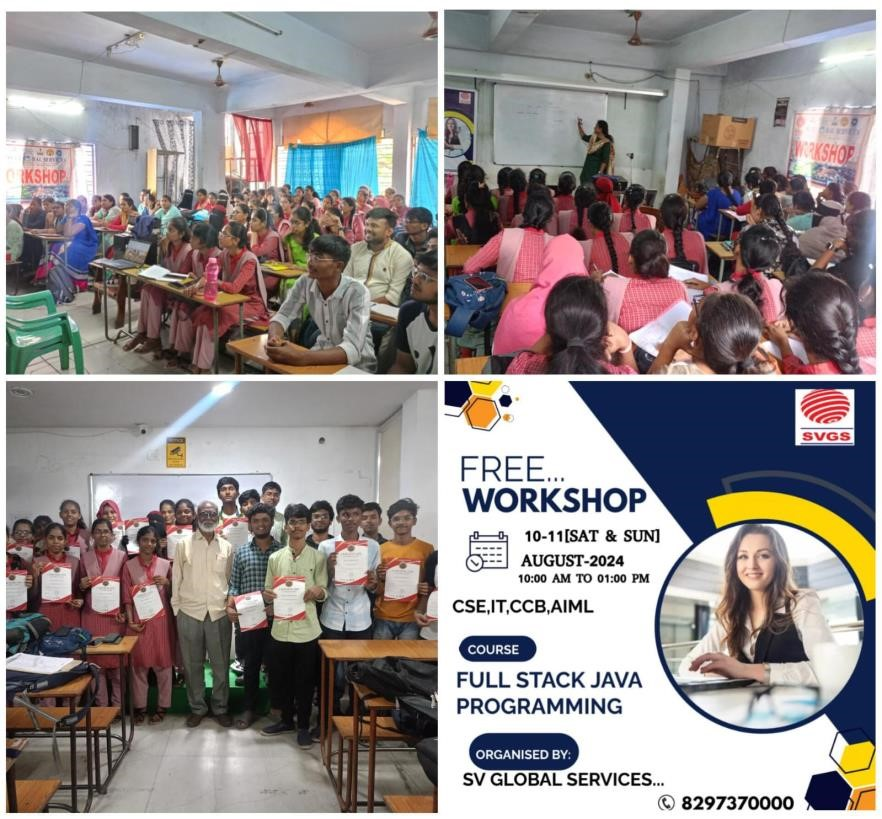 WORKSHOP
WORKSHOP
SVGS
FREE...
WORKSHOP
10-11[SAT & SUN]
AUGUST-2024
10:00 AM TO 01:00 PM
CSE,IT,CCB,AIML
COURSE
FULL STACK JAVA
PROGRAMMING
ORGANISED BY:
SV GLOBAL SERVICES...
8297370000